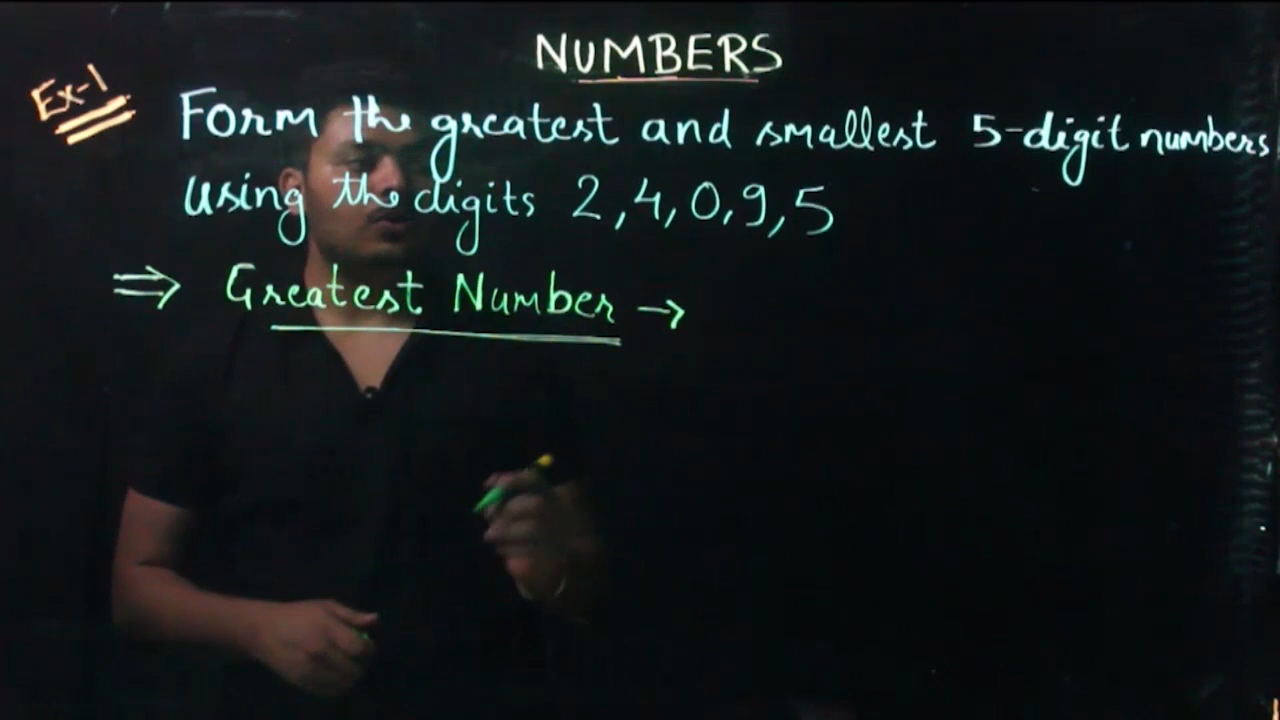 NUMBERS
Ex-1
Form the greatest and smallest 5-digit numbers
using the digits 2,4,0,9,5
⇒ Greatest Number →